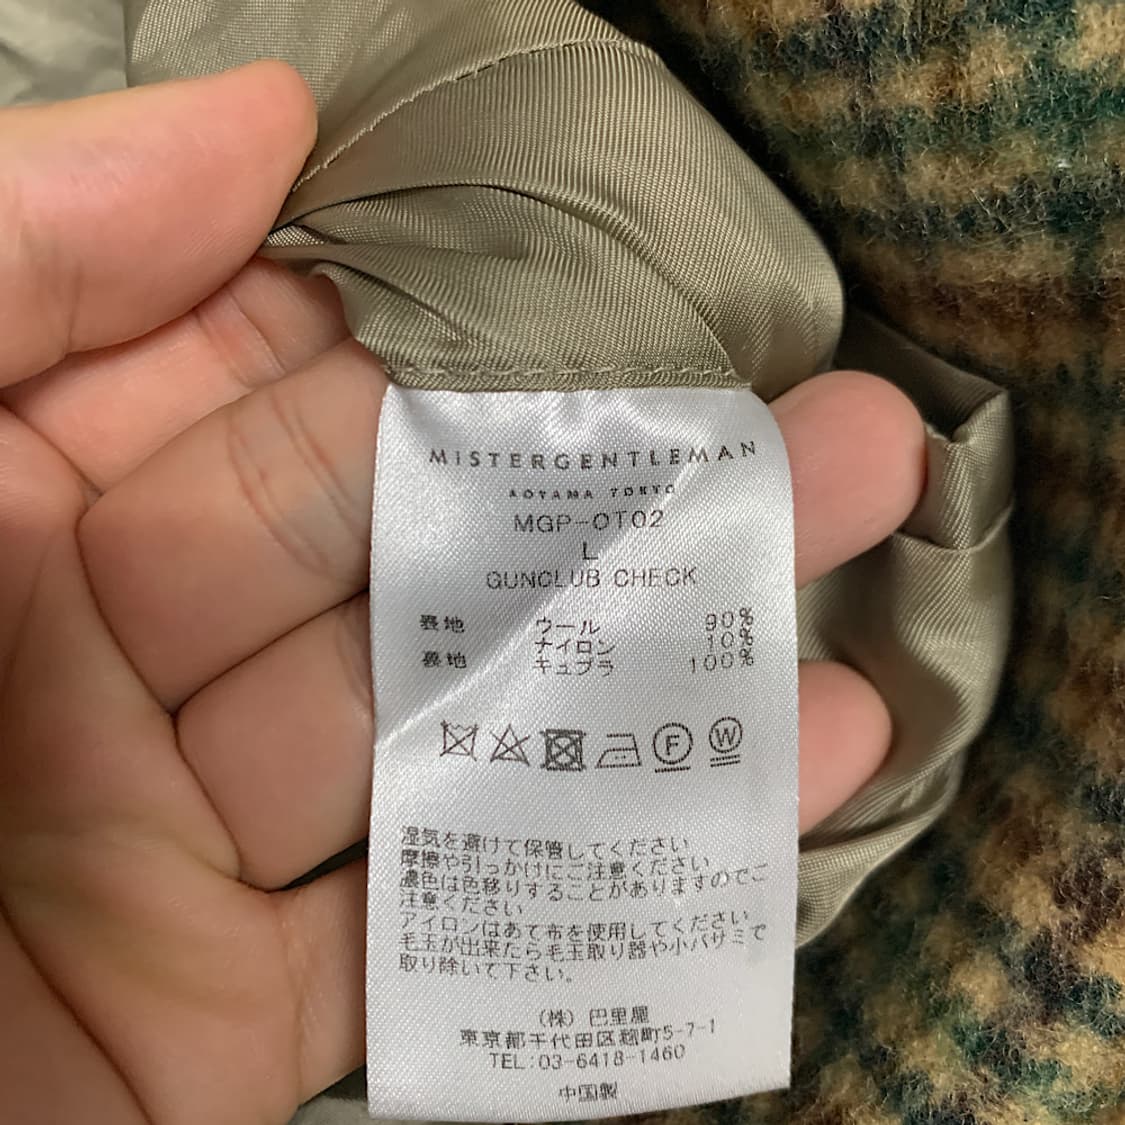 MISTERGENTLEMAN
AOYAMA TOKYO
MGP-OT02
L
GUNCLUB CHECK
表地 ウール 90%
ナイロン 10%
裏地 キュプラ 100%
F W
湿気を避けて保管してください
摩擦や引っかけにご注意ください
濃色は色移りすることがありますのでご
注意ください
アイロンはあて布を使用してください
毛玉が出来たら毛玉取り器や小バサミで
取り除いて下さい。
(株) 巴里屋
東京都千代田区麹町5-7-1
TEL:03-6418-1460
中国製